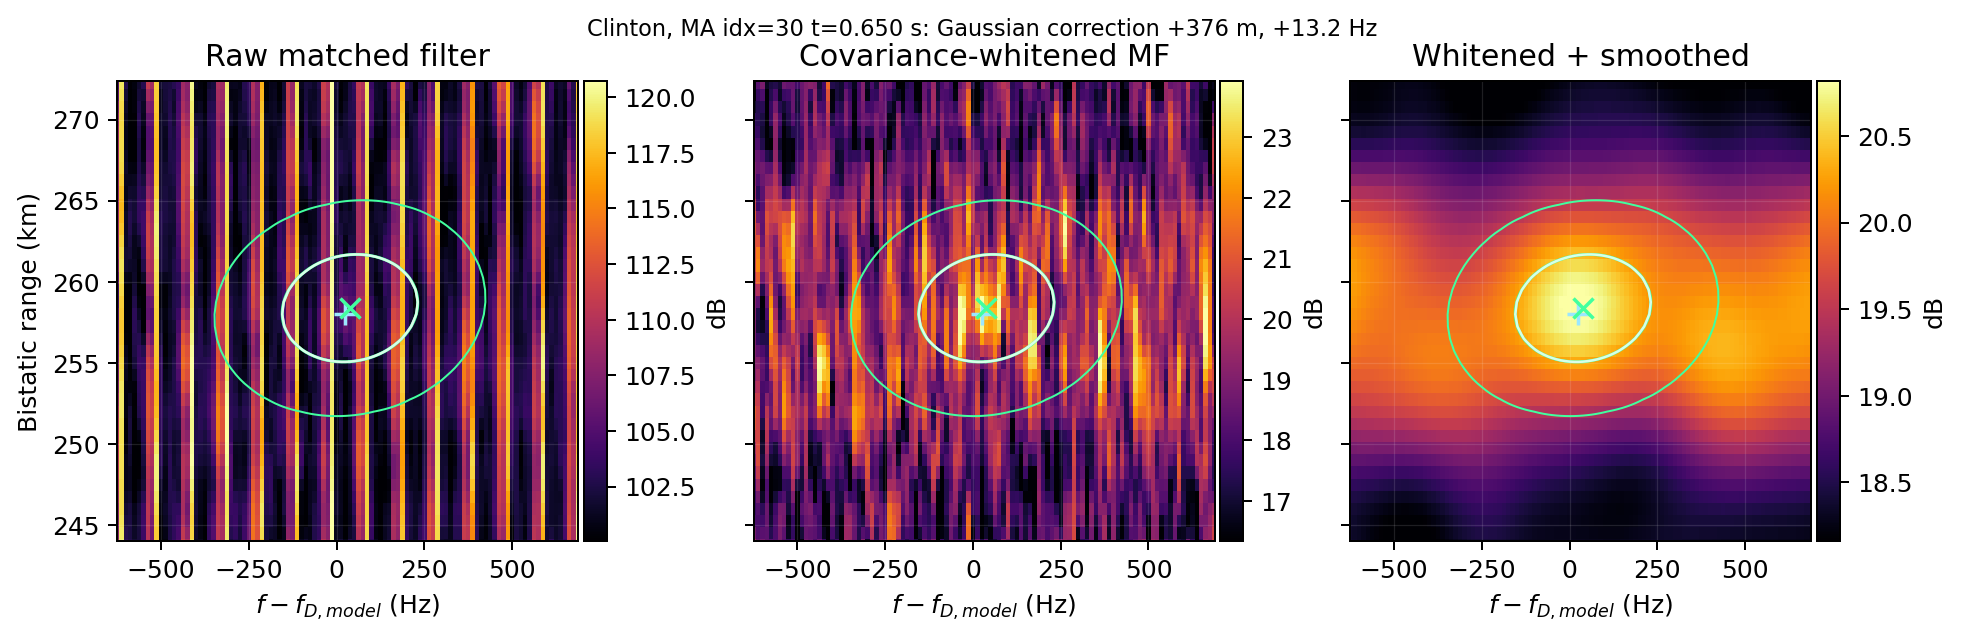 Clinton, MA idx=30 t=0.650 s: Gaussian correction +376 m, +13.2 Hz
Raw matched filter
Covariance-whitened MF
Whitened + smoothed
Bistatic range (km)
270
265
260
255
250
245
−500 −250 0 250 500
f − f_{D, model} (Hz)
120.0
117.5
115.0
112.5
110.0
107.5
105.0
102.5
dB
−500 −250 0 250 500
f − f_{D, model} (Hz)
23
22
21
20
19
18
17
dB
−500 −250 0 250 500
f − f_{D, model} (Hz)
20.5
20.0
19.5
19.0
18.5
dB